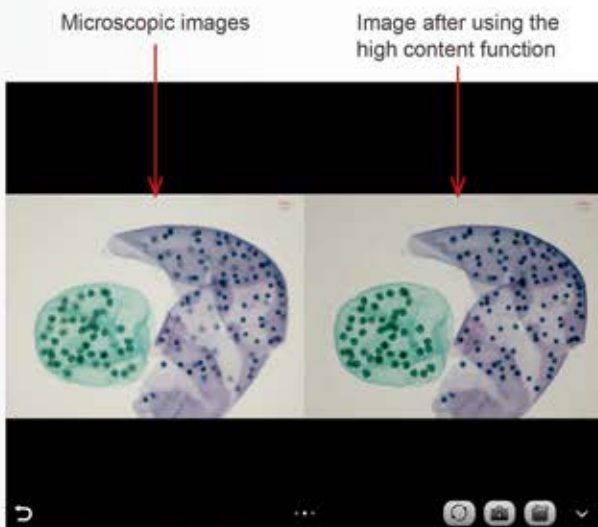 Microscopic images
Image after using the
high content function